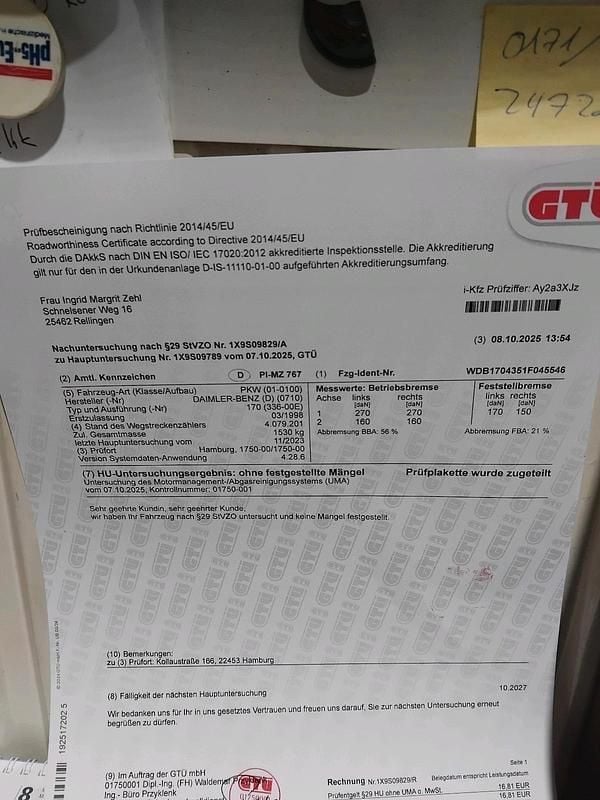 pH5-Eu
0171/
GTÜ
Prüfbescheinigung nach Richtlinie 2014/45/EU
Roadworthiness Certificate according to Directive 2014/45/EU
Durch die DAkkS nach DIN EN ISO/ IEC 17020:2012 akkreditierte Inspektionsstelle. Die Akkreditierung
gilt nur für den in der Urkundenanlage D-IS-11110-01-00 aufgeführten Akkreditierungsumfang.
i-Kfz Prüfziffer: Ay2a3XJz
Frau Ingrid Margrit Zehl
Schnelsener Weg 16
25462 Rellingen
(3) 08.10.2025 13:54
Nachuntersuchung nach §29 StVZO Nr. 1X9S09829/A
zu Hauptuntersuchung Nr. 1X9S09789 vom 07.10.2025, GTÜ
(2) Amtl. Kennzeichen D PI-MZ 767 (1) Fzg-Ident-Nr. WDB1704351F045546
(5) Fahrzeug-Art (Klasse/Aufbau) PKW (01-0100)
Hersteller (-Nr) DAIMLER-BENZ (D) (0710)
Typ und Ausführung (-Nr) 170 (336-00E)
Erstzulassung 03/1998
(4) Stand des Wegstreckenzählers 4.079.201
Zul. Gesamtmasse 1530 kg
letzte Hauptuntersuchung vom 11/2023
(3) Prüfort Hamburg, 1750-00/1750-00
Version Systemdaten-Anwendung 4.28.6
Messwerte: Betriebsbremse Feststellbremse
Achse links rechts links rechts
[daN] [daN] [daN] [daN]
1 270 270 170 150
2 160 160
Abbremsung BBA: 56 % Abbremsung FBA: 21 %
(7) HU-Untersuchungsergebnis: ohne festgestellte Mängel Prüfplakette wurde zugeteilt
Untersuchung des Motormanagement-/Abgasreinigungssystems (UMA)
vom 07.10.2025, Kontrollnummer: 01750-001
Sehr geehrte Kundin, sehr geehrter Kunde,
wir haben Ihr Fahrzeug nach §29 StVZO untersucht und keine Mängel festgestellt.
(10) Bemerkungen:
zu (3) Prüfort: Kollaustraße 166, 22453 Hamburg
(8) Fälligkeit der nächsten Hauptuntersuchung 10.2027
Wir bedanken uns für Ihr in uns gesetztes Vertrauen und freuen uns darauf, Sie zur nächsten Untersuchung erneut
begrüßen zu dürfen.
192517202 5
Seite 1
(9) Im Auftrag der GTÜ mbH
01750001 Dipl.-Ing. (FH) Waldemar
Ing.- Büro Przyklenk
GTÜ
Rechnung Nr.1X9S09829/R Belegdatum entspricht Leistungsdatum
Prüfentgelt §29 HU ohne UMA o. MwSt. 16,81 EUR
16,81 EUR
8